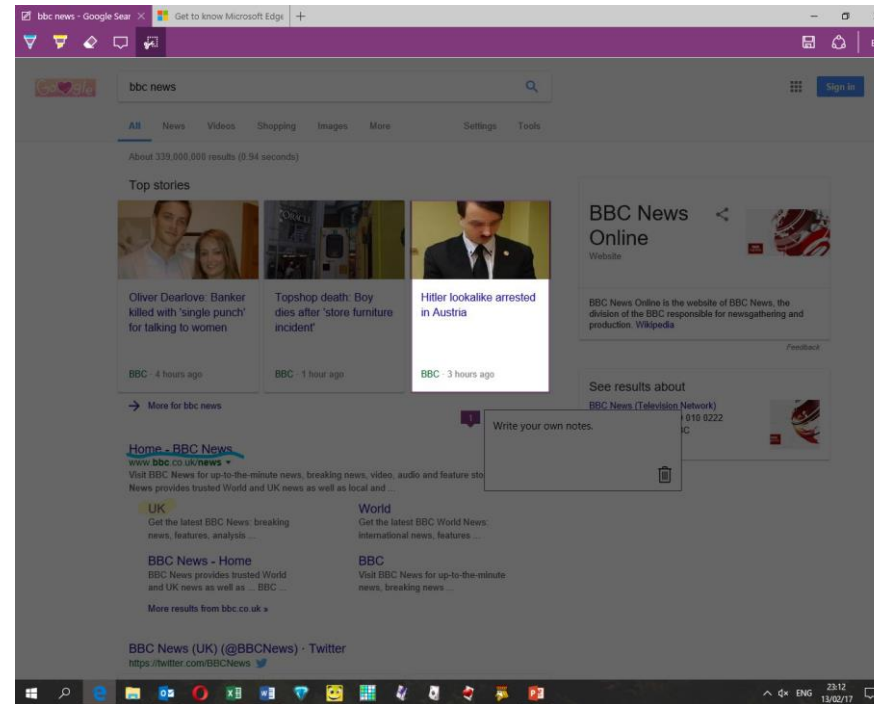 bbc news - Google Sear
Get to know Microsoft Edge
Google
bbc news
Sign in
All News Videos Shopping Images More Settings Tools
About 339,000,000 results (0.94 seconds)
Top stories
Oliver Dearlove: Banker
killed with 'single punch'
for talking to women
BBC · 4 hours ago
Topshop death: Boy
dies after 'store furniture
incident'
BBC · 1 hour ago
Hitler lookalike arrested
in Austria
BBC · 3 hours ago
More for bbc news
BBC News
Online
Website
BBC News Online is the website of BBC News, the
division of the BBC responsible for newsgathering and
production. Wikipedia
Feedback
See results about
BBC News (Television Network)
010 0222
1
Write your own notes.
Home - BBC News
www.bbc.co.uk/news
Visit BBC News for up-to-the-minute news, breaking news, video, audio and feature sto
News provides trusted World and UK news as well as local and ...
UK
Get the latest BBC News: breaking
news, features, analysis ...
World
Get the latest BBC World News:
international news, features ...
BBC News - Home
BBC News provides trusted World
and UK news as well as ... BBC ...
BBC
Visit BBC News for up-to-the-minute
news, breaking news ...
More results from bbc.co.uk »
BBC News (UK) (@BBCNews) · Twitter
https://twitter.com/BBCNews
ENG
23:12
13/02/17